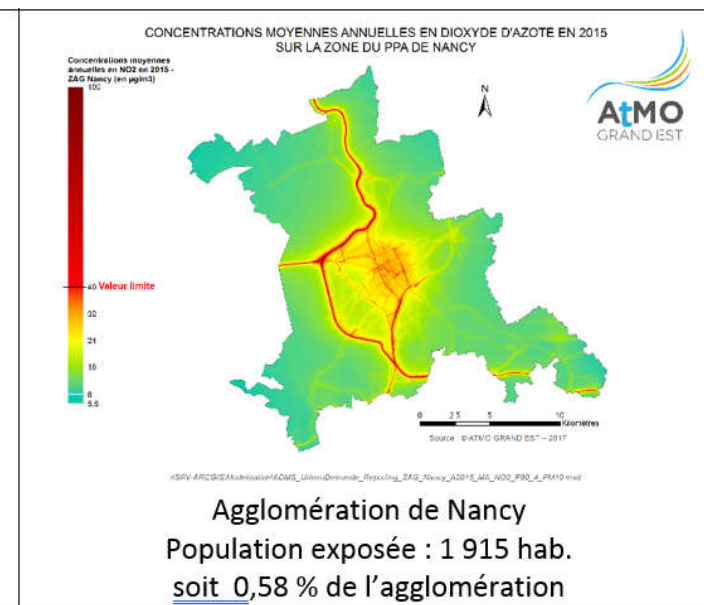 CONCENTRATIONS MOYENNES ANNUELLES EN DIOXYDE D'AZOTE EN 2015
SUR LA ZONE DU PPA DE NANCY
Concentrations moyennes
annuelles en NO2 en 2015 -
ZAG Nancy (en µg/m3)
100
40 Valeur limite
32
24
16
8
5.5
N
AtMO
GRAND EST
0 2.5 5 10
Kilomètres
Source : © ATMO GRAND EST – 2017
Agglomération de Nancy
Population exposée : 1 915 hab.
soit 0,58 % de l'agglomération